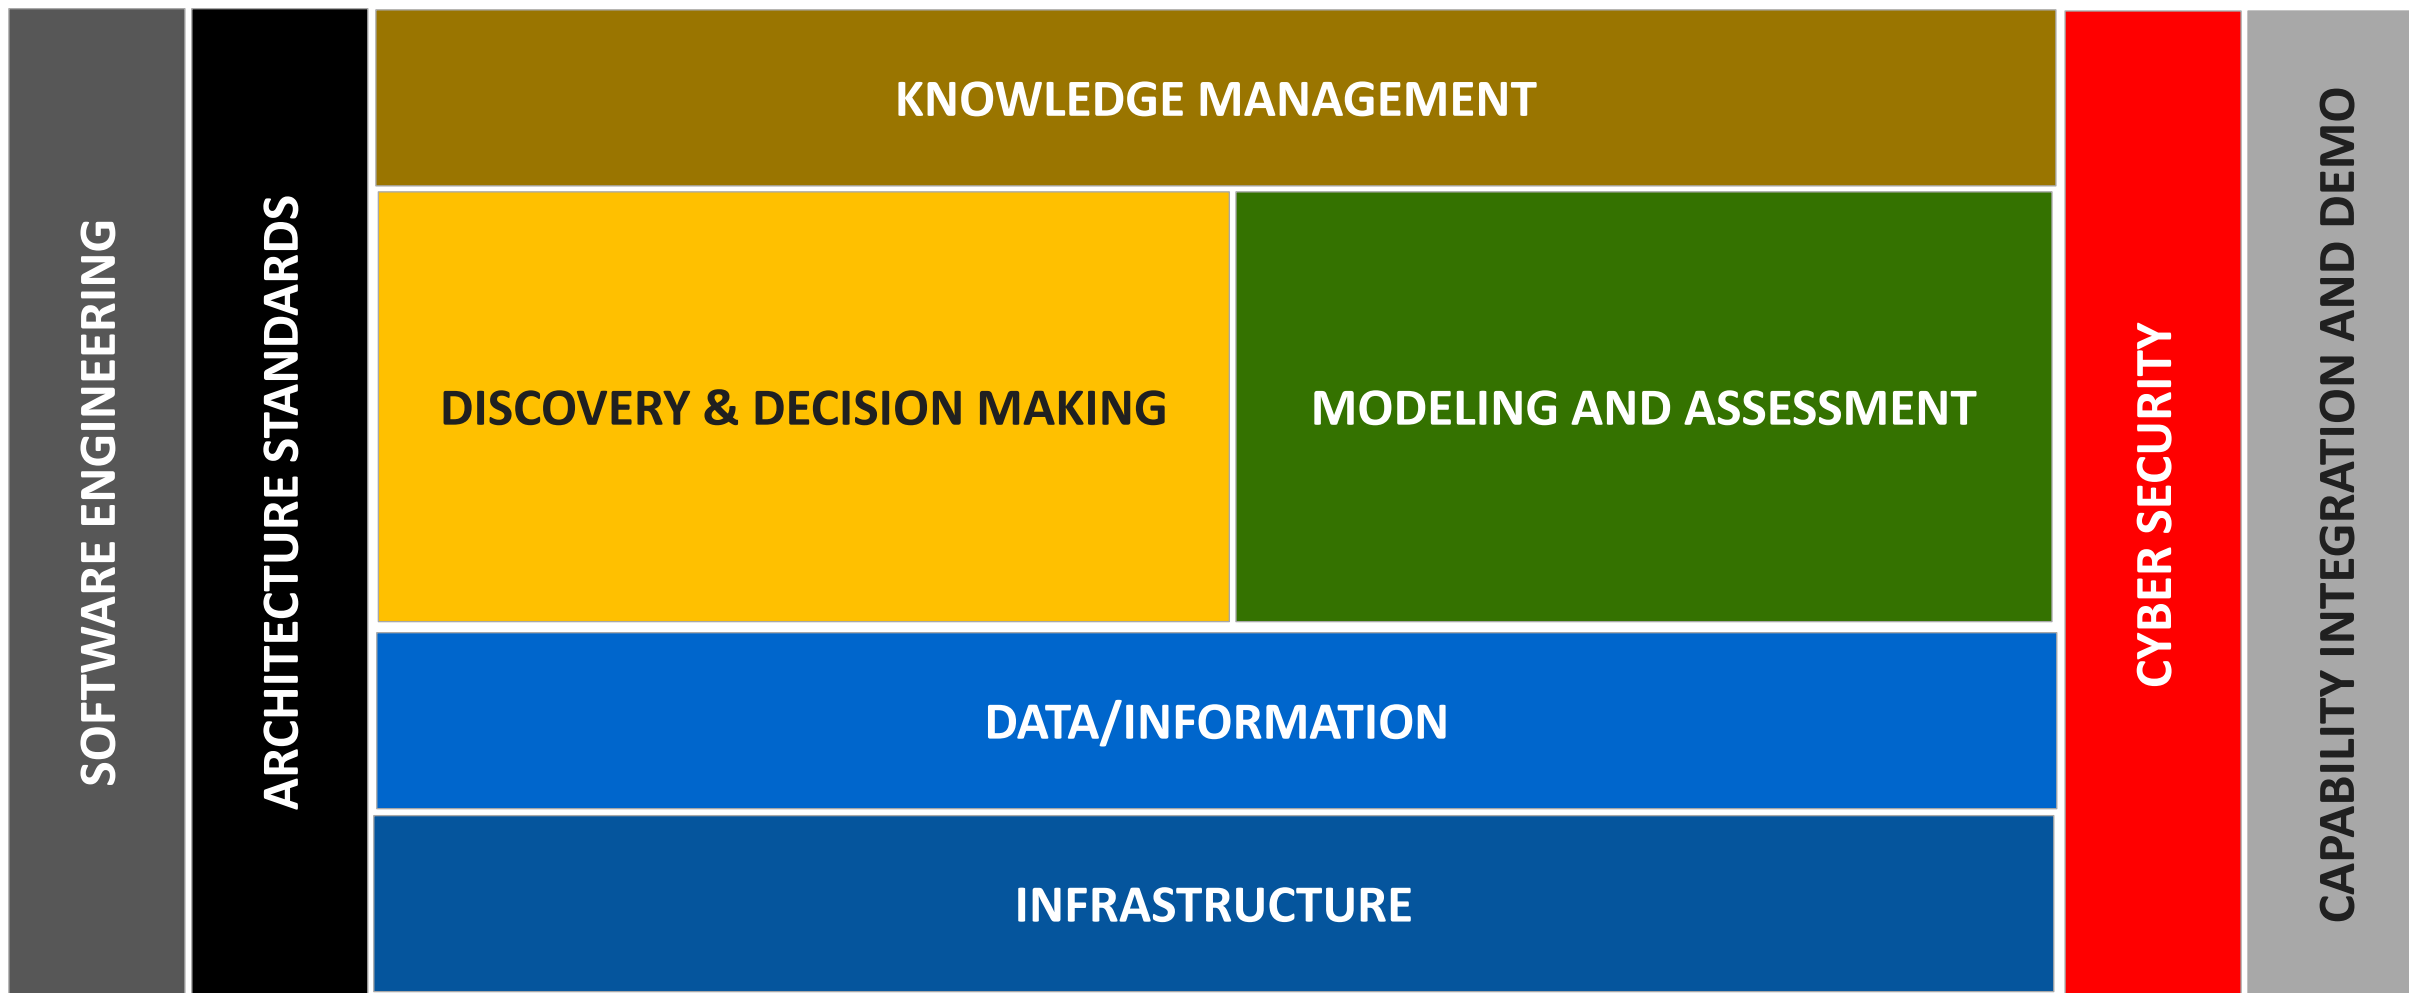 SOFTWARE ENGINEERING
ARCHITECTURE STANDARDS
KNOWLEDGE MANAGEMENT
DISCOVERY & DECISION MAKING
MODELING AND ASSESSMENT
DATA/INFORMATION
INFRASTRUCTURE
CYBER SECURITY
CAPABILITY INTEGRATION AND DEMO